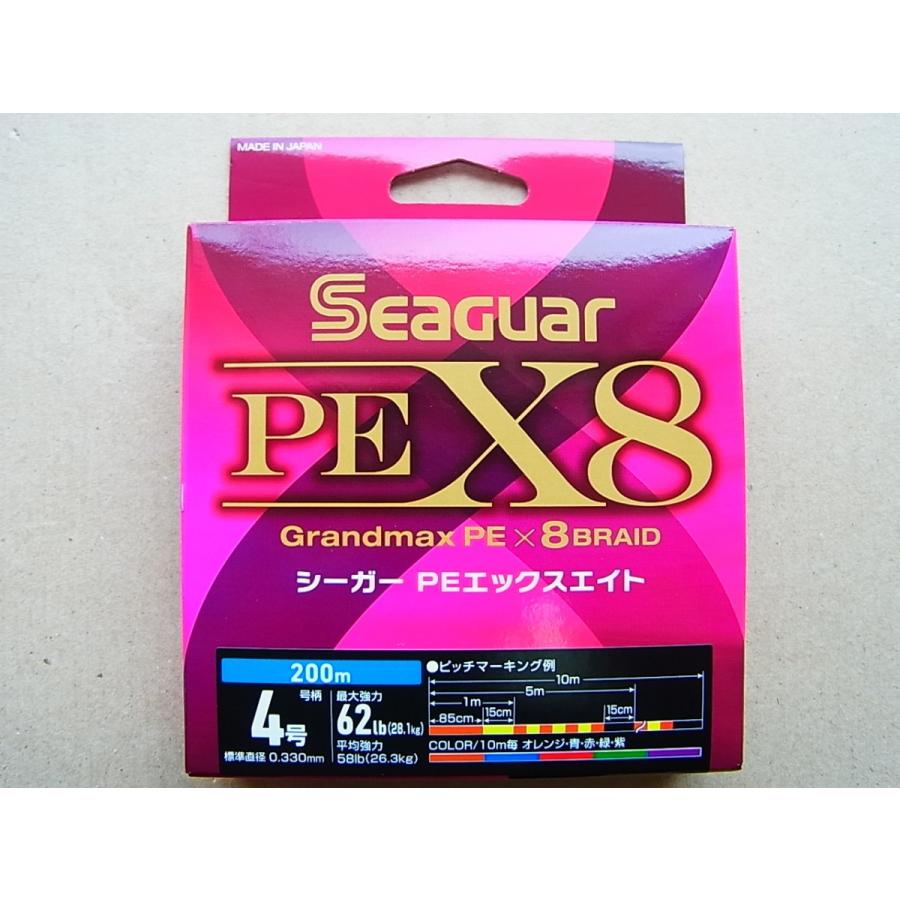 MADE IN JAPAN
SEAGUAR
PE X8
Grandmax PE×8BRAID
シーガー PEエックスエイト
200m
4号
号柄
標準直径 0.330mm
最大強力
62lb(28.1kg)
平均強力
58lb(26.3kg)
●ピッチマーキング例
10m
5m
1m
85cm
15cm
15cm
COLOR/10m毎 オレンジ・青・赤・緑・紫